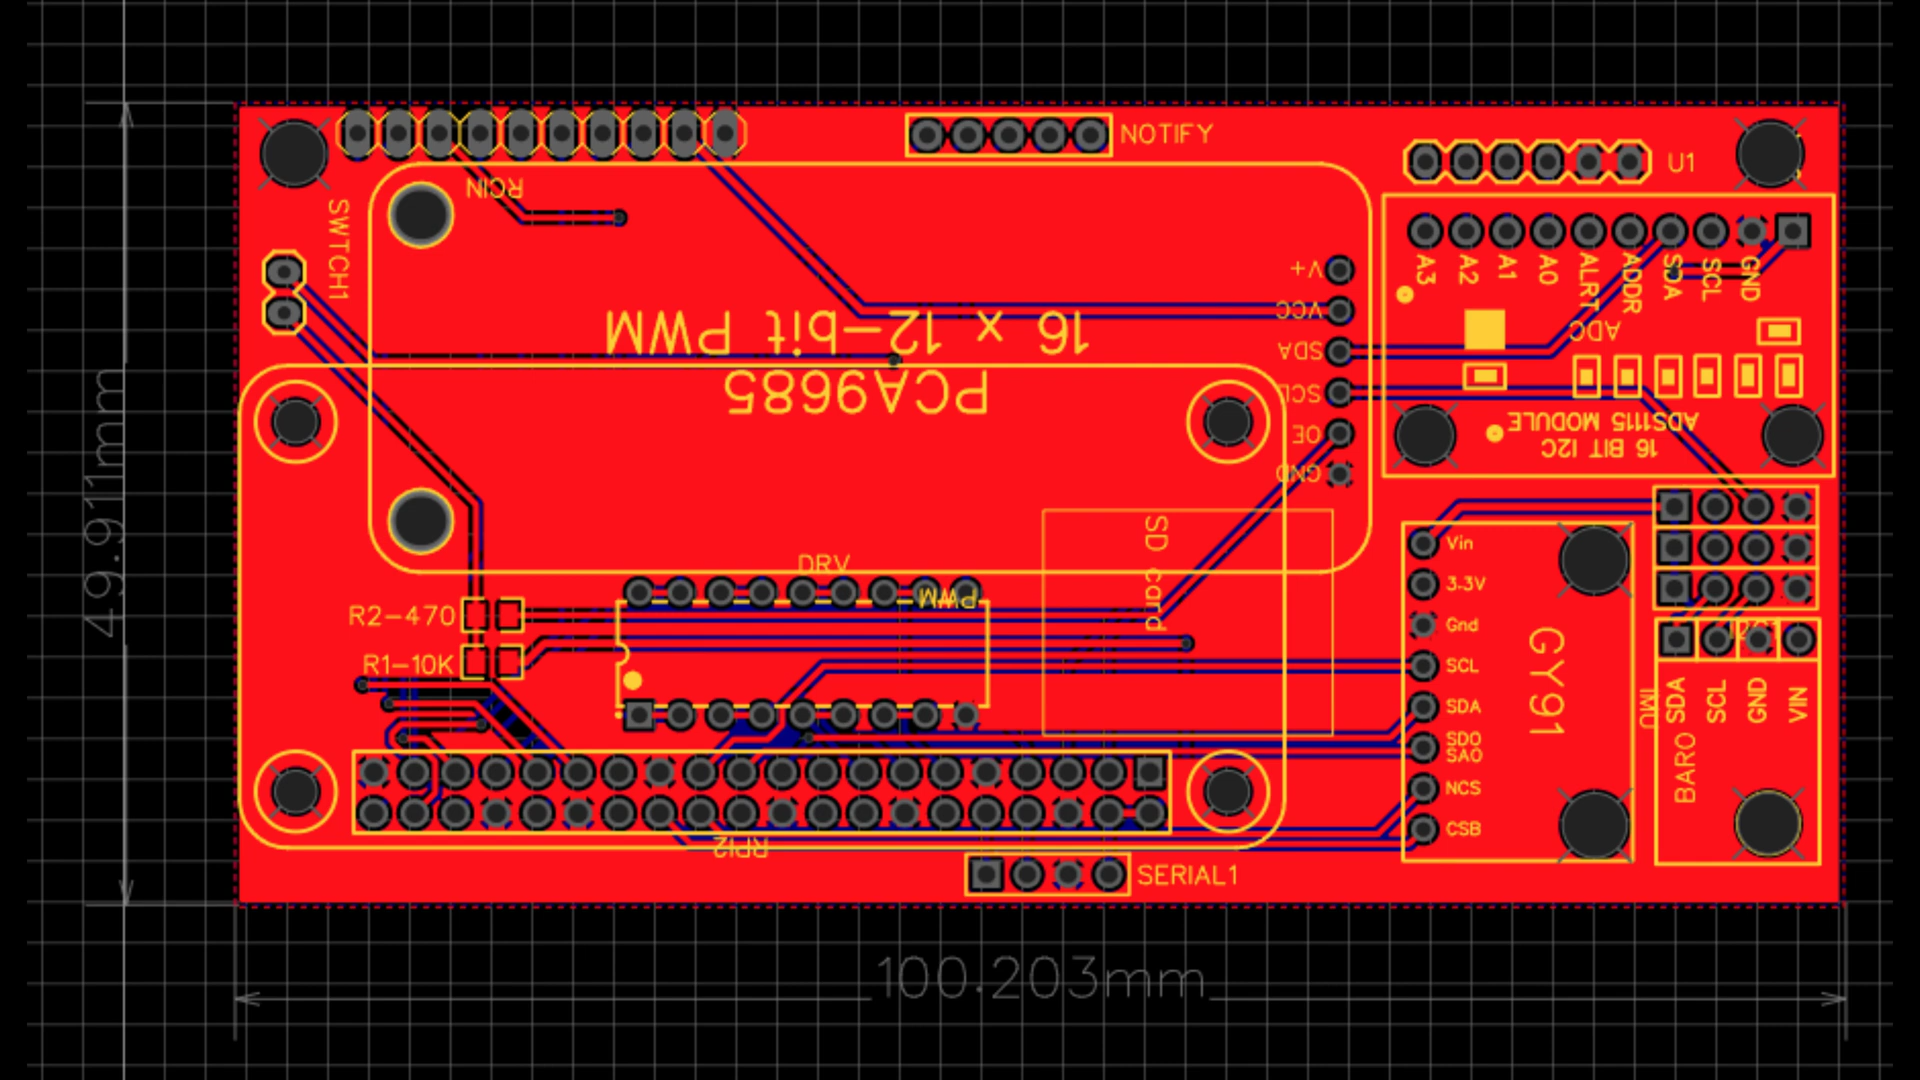 NOTIFY
U1
RCIN
SWTCH1
A3
A2
A1
A0
ALRT
ADDR
SDA
SCL
GND
V+
VCC
SDA
SCL
OE
GND
ADC
16 x 12-bit PWM
PCA9685
ADS1115 MODULE
16 BIT I2C
49.911mm
SD card
DRV
PWM
R2-470
R1-10K
Vin
3.3V
Gnd
SCL
SDA
SDO
SAO
NCS
CSB
GY91
IMU
I2C1
SDA
SCL
GND
VIN
BARO
RPI2
SERIAL1
100.203mm